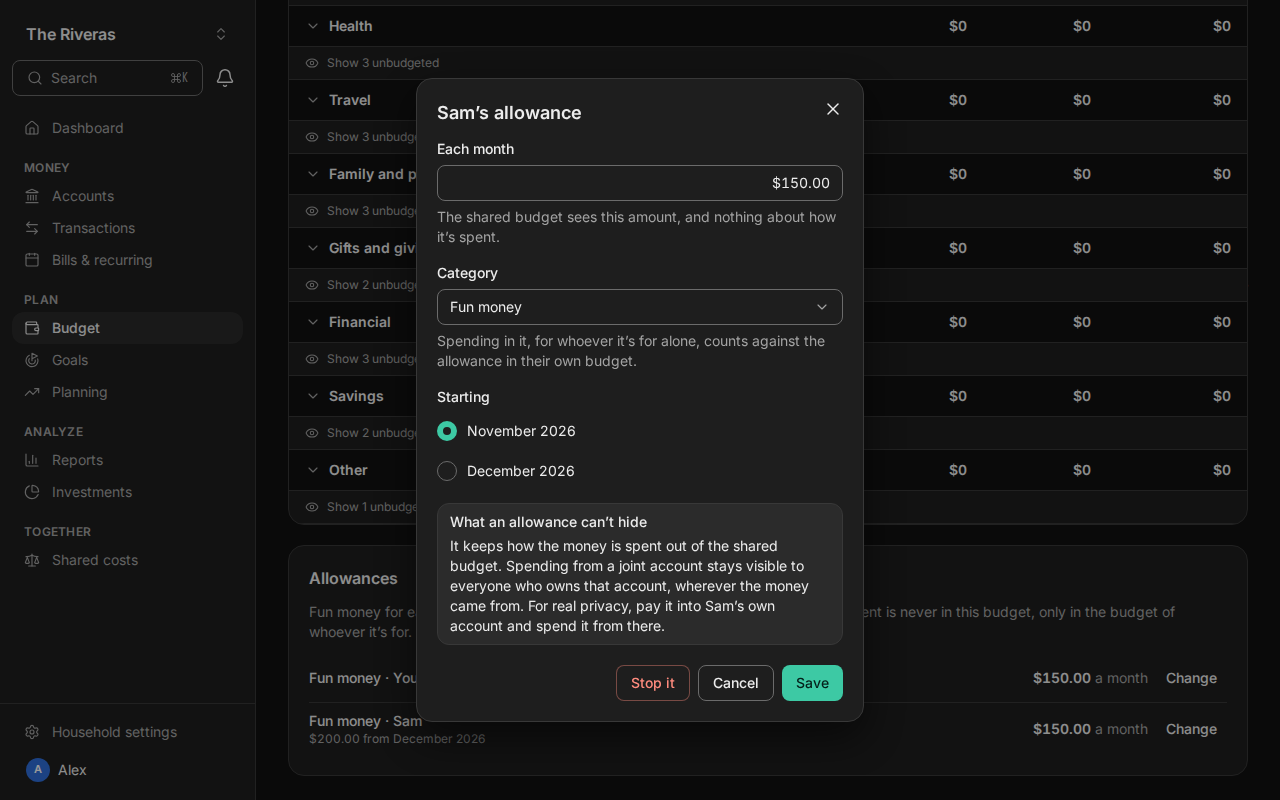 The Riveras
Search ⌘K
Dashboard
MONEY
Accounts
Transactions
Bills & recurring
PLAN
Budget
Goals
Planning
ANALYZE
Reports
Investments
TOGETHER
Shared costs
Household settings
A Alex
Health $0 $0 $0
Show 3 unbudgeted
Travel $0 $0 $0
Show 3 unbudge
Family and p $0 $0 $0
Show 3 unbudge
Gifts and giv $0 $0 $0
Show 2 unbudge
Financial $0 $0 $0
Show 3 unbudge
Savings $0 $0 $0
Show 2 unbudge
Other $0 $0 $0
Show 1 unbudge
Allowances
Fun money for e ent is never in this budget, only in the budget of
whoever it’s for.
Fun money · You $150.00 a month Change
Fun money · Sam $150.00 a month Change
$200.00 from December 2026
Sam’s allowance
Each month
$150.00
The shared budget sees this amount, and nothing about how
it’s spent.
Category
Fun money
Spending in it, for whoever it’s for alone, counts against the
allowance in their own budget.
Starting
November 2026
December 2026
What an allowance can’t hide
It keeps how the money is spent out of the shared
budget. Spending from a joint account stays visible to
everyone who owns that account, wherever the money
came from. For real privacy, pay it into Sam’s own
account and spend it from there.
Stop it Cancel Save